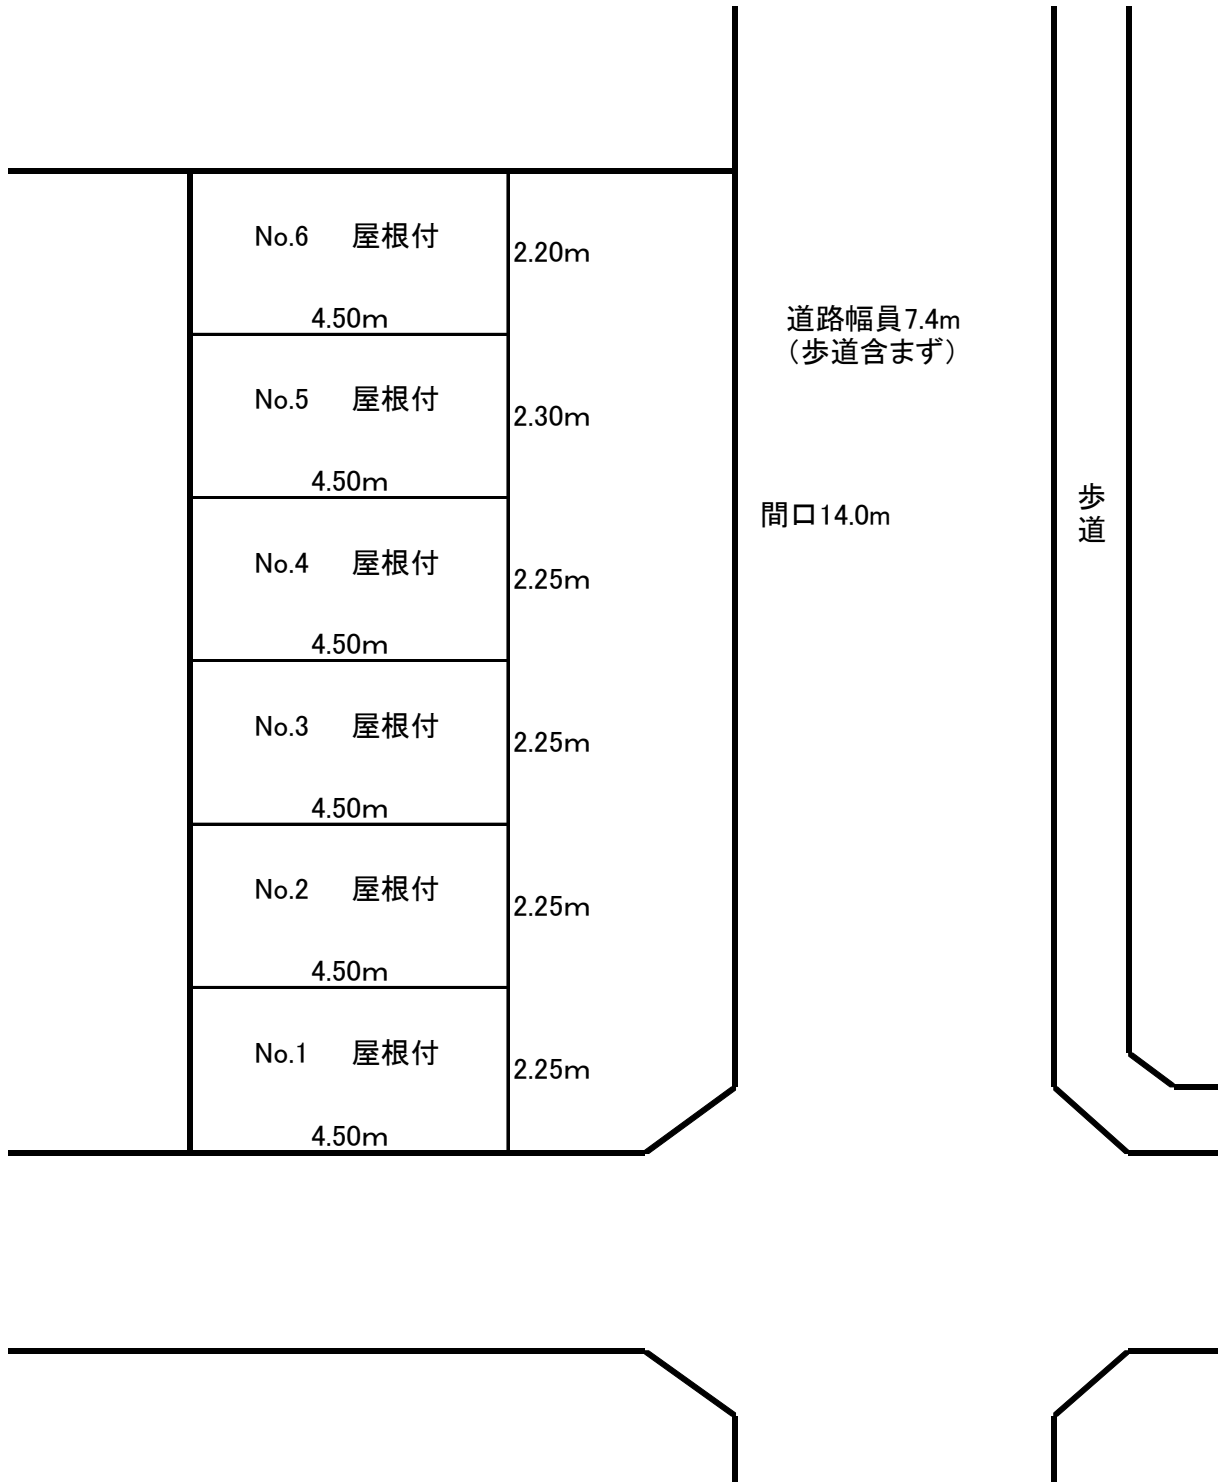 No.6 屋根付
2.20ｍ
4.50ｍ
道路幅員7.4m
（歩道含まず）
No.5 屋根付
2.30ｍ
4.50ｍ
間口14.0m
歩道
No.4 屋根付
2.25ｍ
4.50ｍ
No.3 屋根付
2.25ｍ
4.50ｍ
No.2 屋根付
2.25ｍ
4.50ｍ
No.1 屋根付
2.25ｍ
4.50ｍ